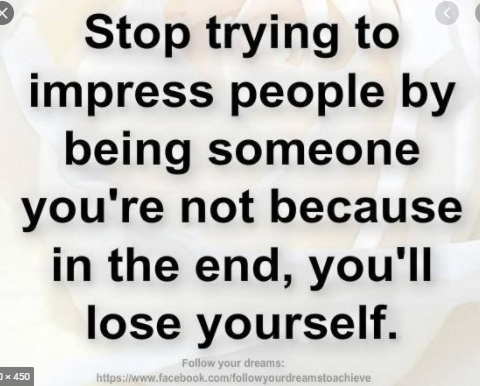 Stop trying to
impress people by
being someone
you're not because
in the end, you'll
lose yourself.
Follow your dreams:
https://www.facebook.com/followyourdreamstoachieve
× 450